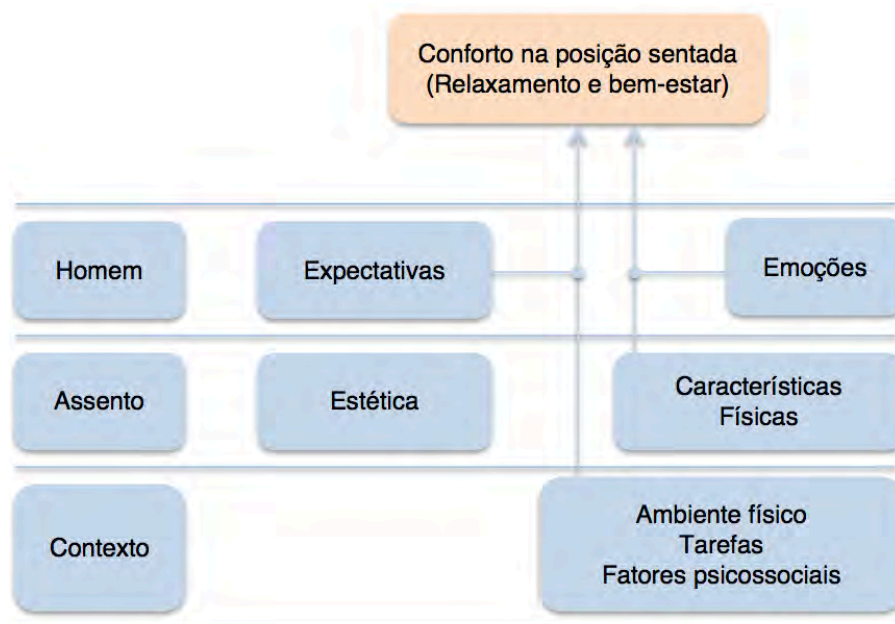 Conforto na posição sentada
(Relaxamento e bem-estar)
Homem
Expectativas
Emoções
Assento
Estética
Características
Físicas
Contexto
Ambiente físico
Tarefas
Fatores psicossociais